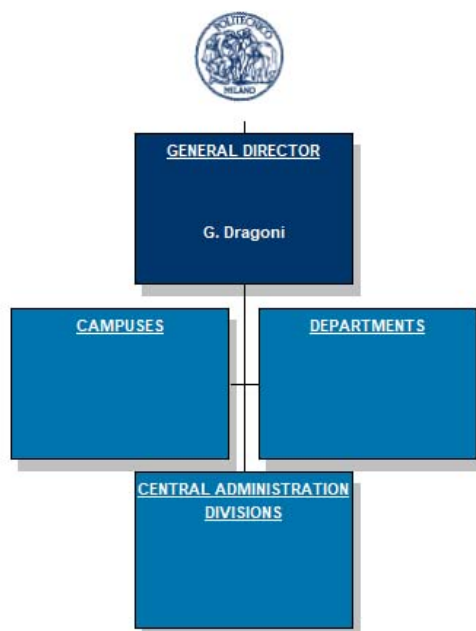 POLITECNICO
MILANO
GENERAL DIRECTOR
G. Dragoni
CAMPUSES
DEPARTMENTS
CENTRAL ADMINISTRATION
DIVISIONS